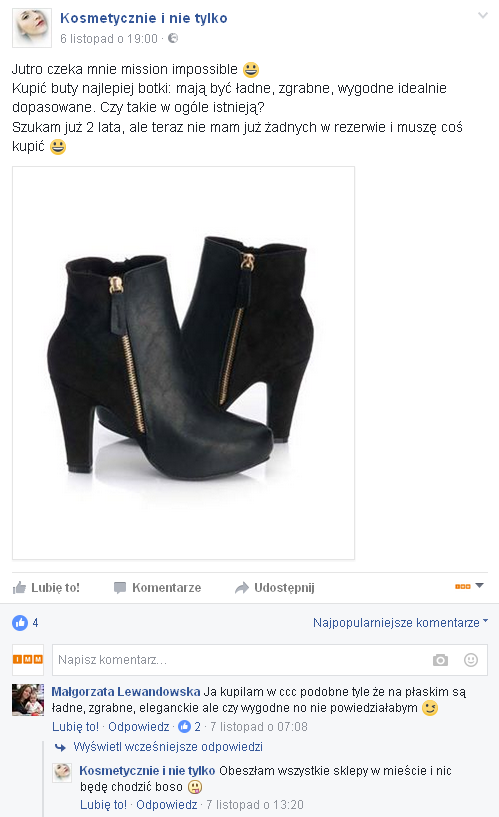 Kosmetycznie i nie tylko
6 listopad o 19:00 ·
Jutro czeka mnie mission impossible
Kupić buty najlepiej botki: mają być ładne, zgrabne, wygodne idealnie
dopasowane. Czy takie w ogóle istnieją?
Szukam już 2 lata, ale teraz nie mam już żadnych w rezerwie i muszę coś
kupić
Lubię to! Komentarze Udostępnij IMM
4 Najpopularniejsze komentarze
IMM Napisz komentarz...
Małgorzata Lewandowska Ja kupilam w ccc podobne tyle że na płaskim są
ładne, zgrabne, eleganckie ale czy wygodne no nie powiedziałabym
Lubię to! · Odpowiedz · 2 · 7 listopad o 07:08
Wyświetl wcześniejsze odpowiedzi
Kosmetycznie i nie tylko Obeszłam wszystkie sklepy w mieście i nic
będę chodzić boso
Lubię to! · Odpowiedz · 7 listopad o 13:20